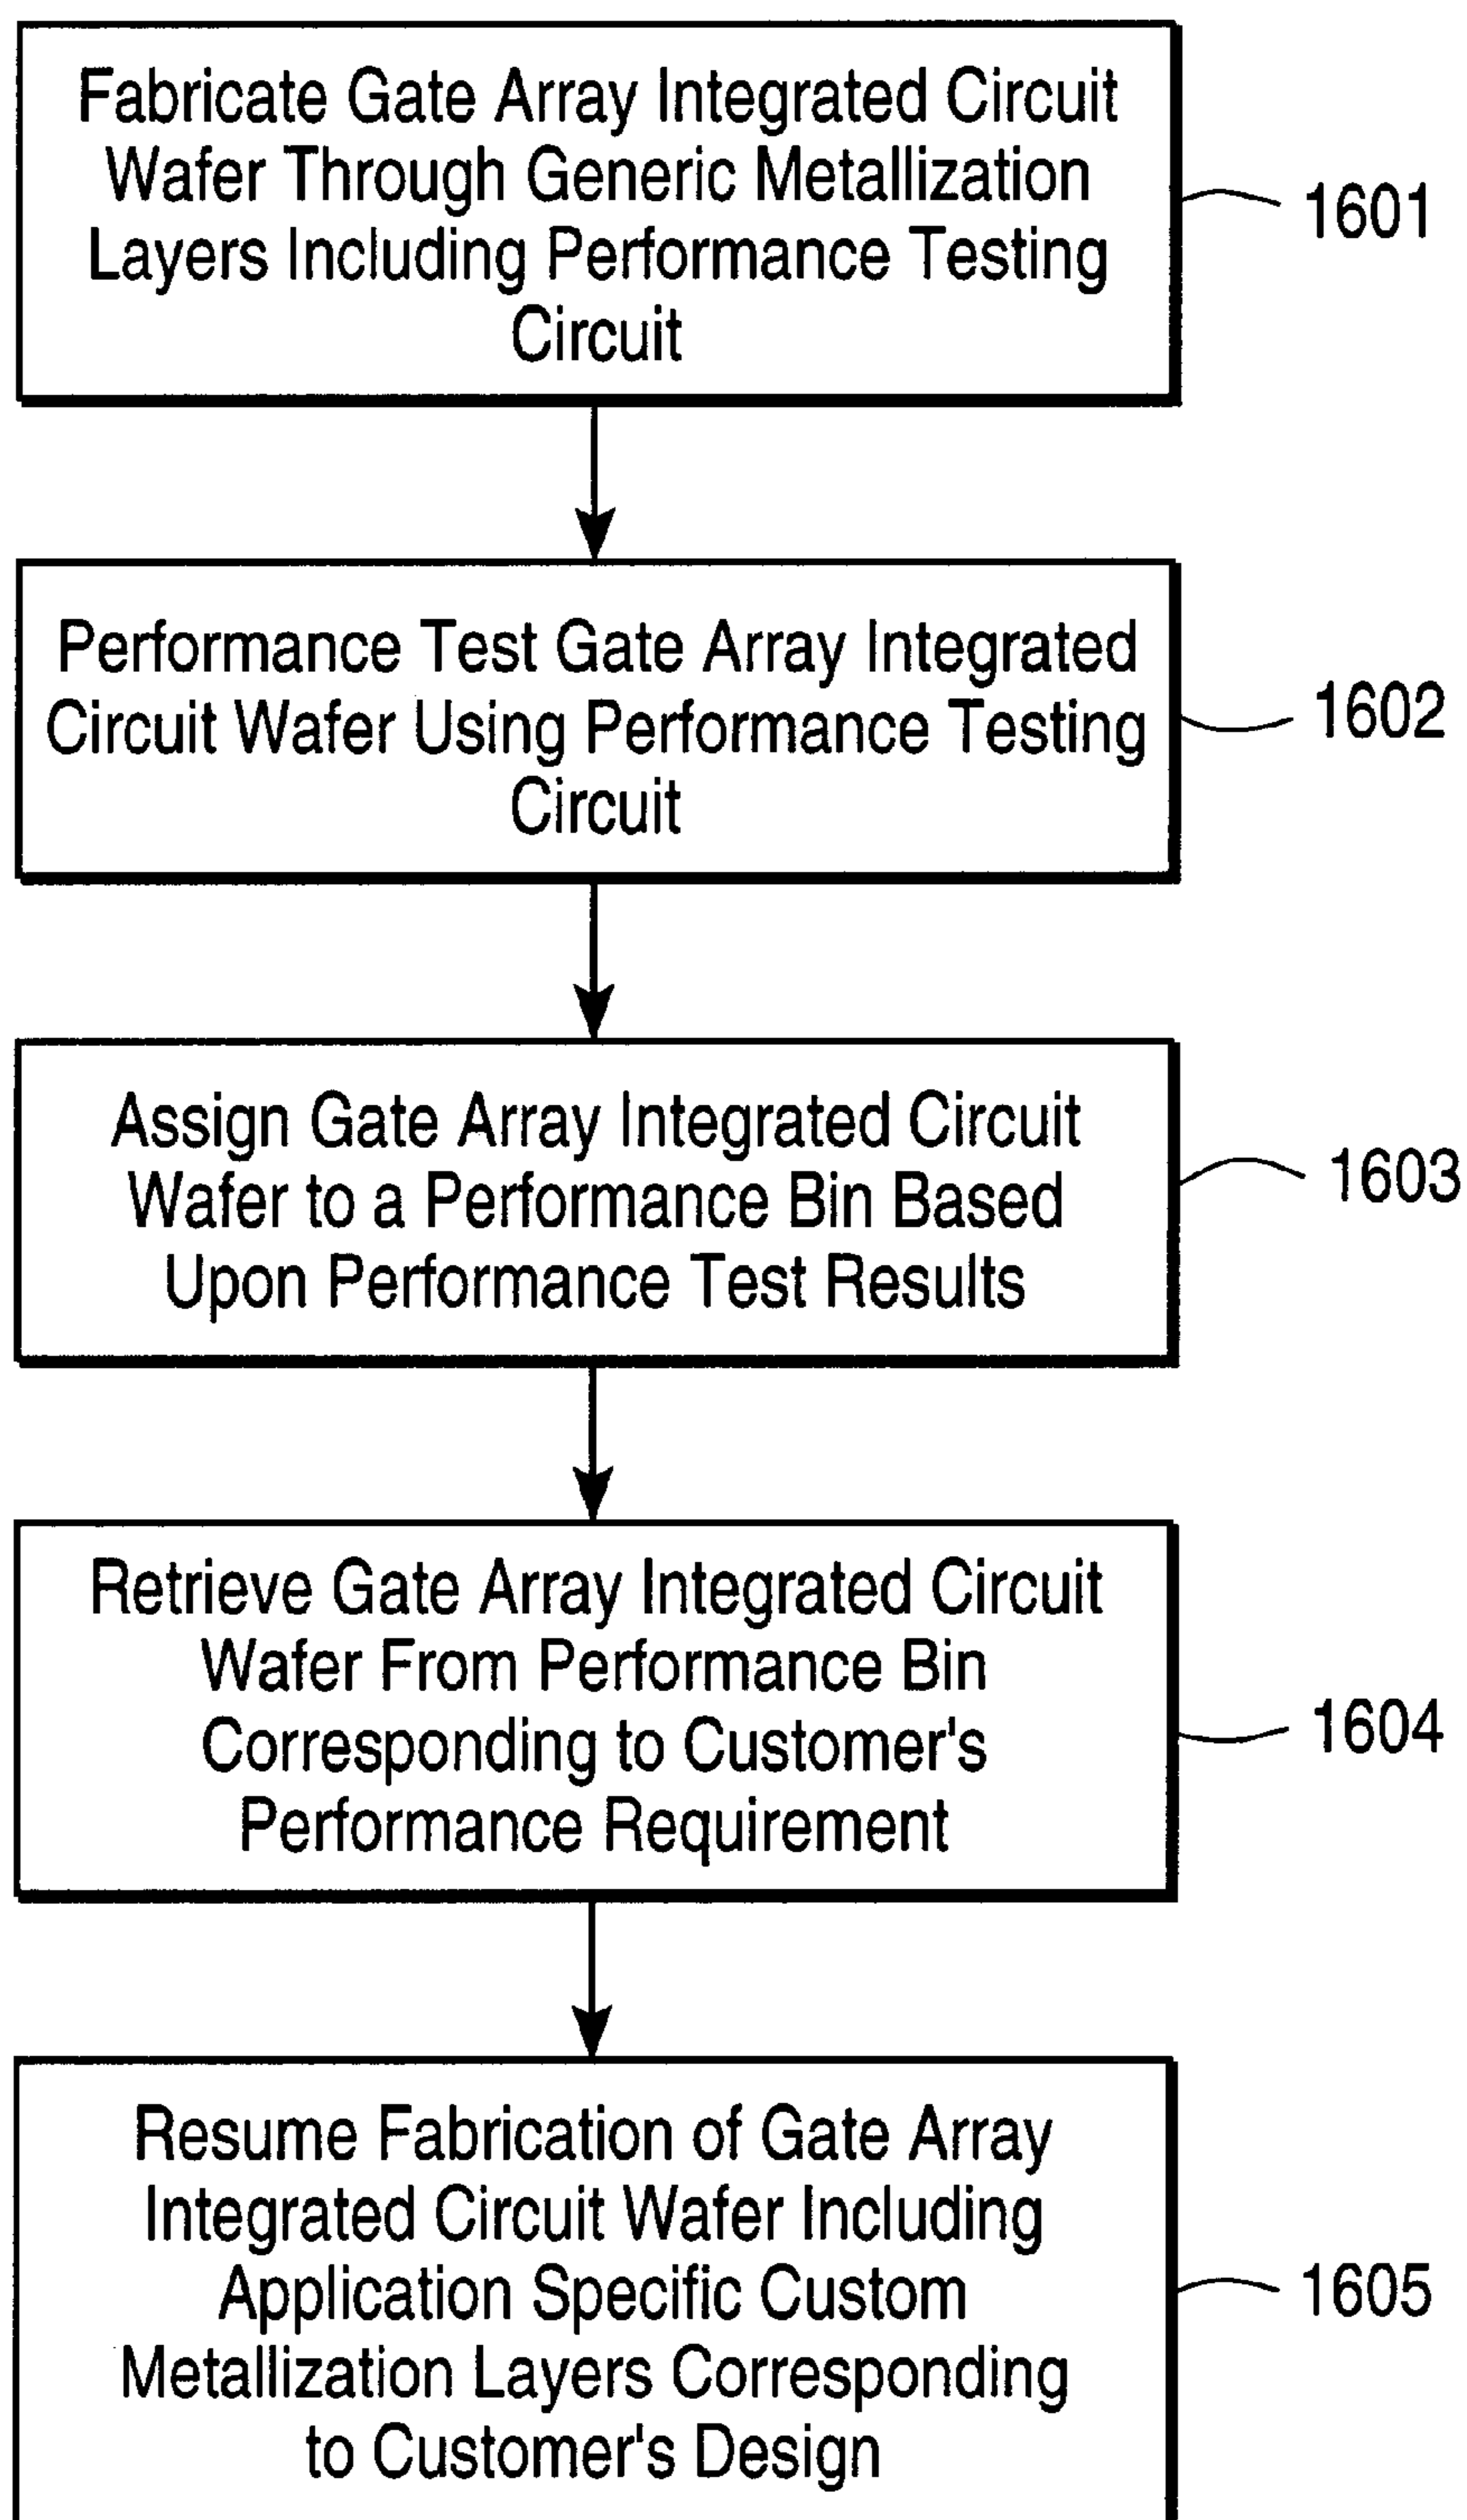 Fabricate Gate Array Integrated Circuit
Wafer Through Generic Metallization
Layers Including Performance Testing
Circuit
1601
Performance Test Gate Array Integrated
Circuit Wafer Using Performance Testing
Circuit
1602
Assign Gate Array Integrated Circuit
Wafer to a Performance Bin Based
Upon Performance Test Results
1603
Retrieve Gate Array Integrated Circuit
Wafer From Performance Bin
Corresponding to Customer's
Performance Requirement
1604
Resume Fabrication of Gate Array
Integrated Circuit Wafer Including
Application Specific Custom
Metallization Layers Corresponding
to Customer's Design
1605